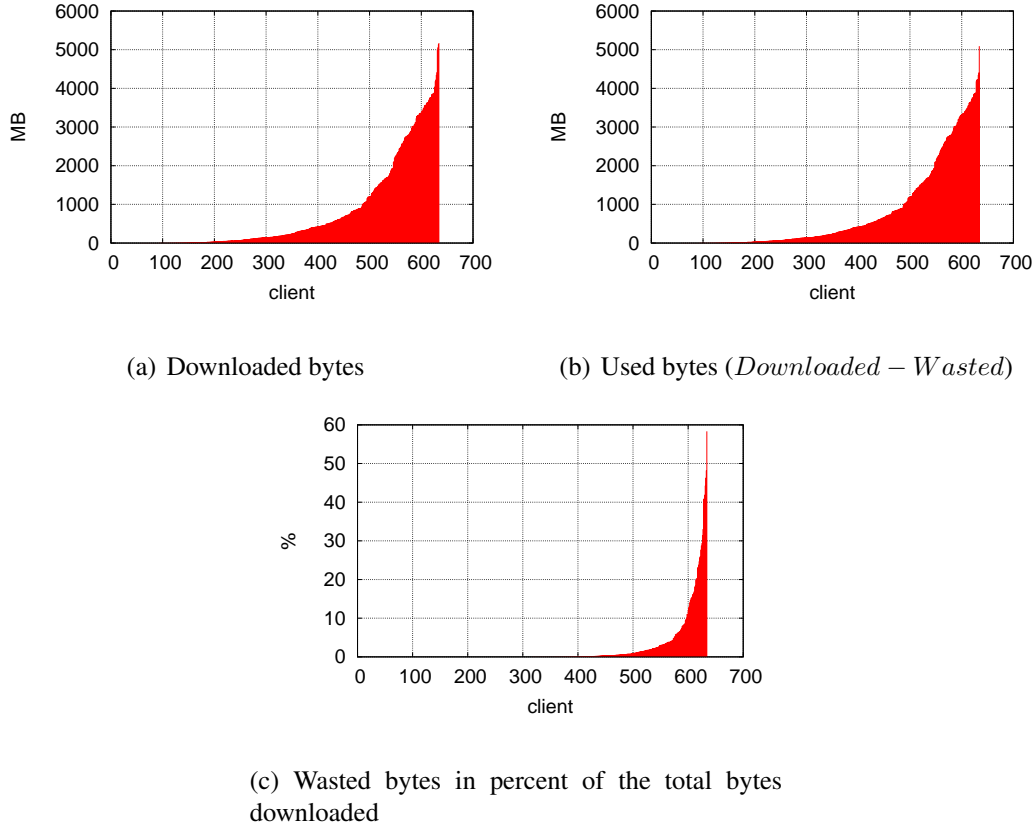 6000
5000
4000
3000
2000
1000
0
MB
0 100 200 300 400 500 600 700
client
(a) Downloaded bytes
6000
5000
4000
3000
2000
1000
0
MB
0 100 200 300 400 500 600 700
client
(b) Used bytes (Downloaded − Wasted)
60
50
40
30
20
10
0
%
0 100 200 300 400 500 600 700
client
(c) Wasted bytes in percent of the total bytes
downloaded